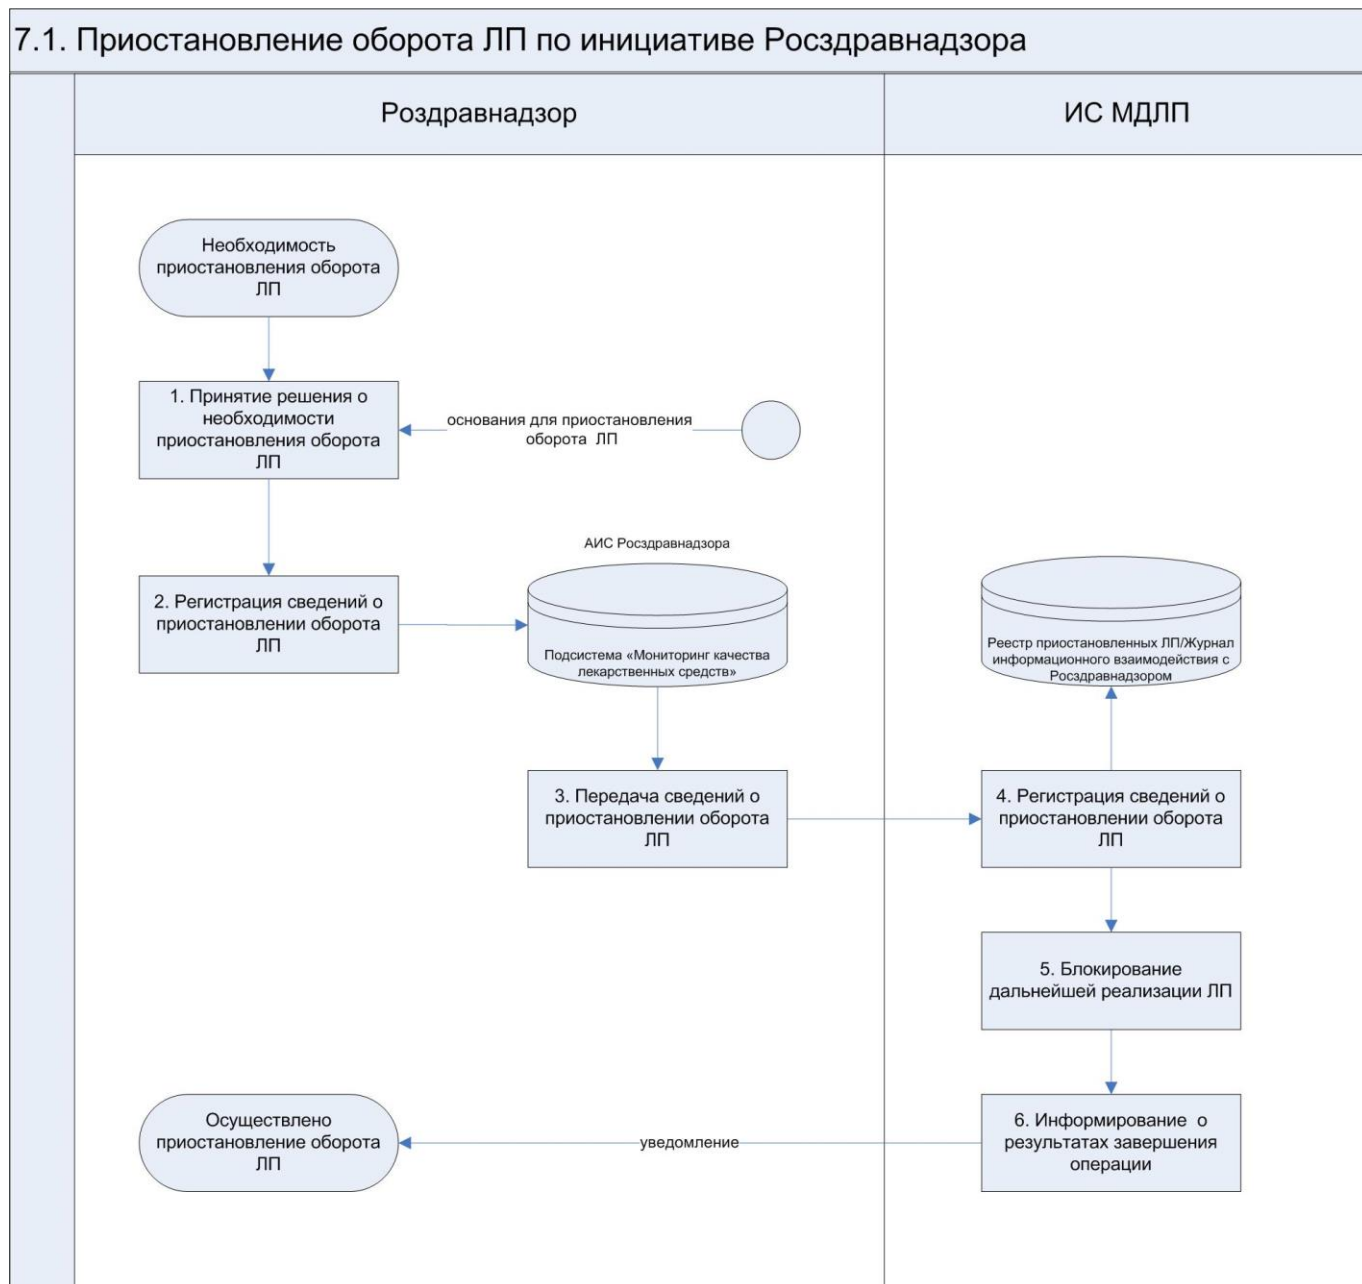 7.1. Приостановление оборота ЛП по инициативе Росздравнадзора
Роздравнадзор
ИС МДЛП
Необходимость
приостановления оборота
ЛП
1. Принятие решения о
необходимости
приостановления оборота
ЛП
основания для приостановления
оборота ЛП
2. Регистрация сведений о
приостановлении оборота
ЛП
АИС Росздравнадзора
Подсистема «Мониторинг качества
лекарственных средств»
Реестр приостановленных ЛП/Журнал
информационного взаимодействия с
Росздравнадзором
3. Передача сведений о
приостановлении оборота
ЛП
4. Регистрация сведений о
приостановлении оборота
ЛП
5. Блокирование
дальнейшей реализации ЛП
6. Информирование о
результатах завершения
операции
уведомление
Осуществлено
приостановление оборота
ЛП